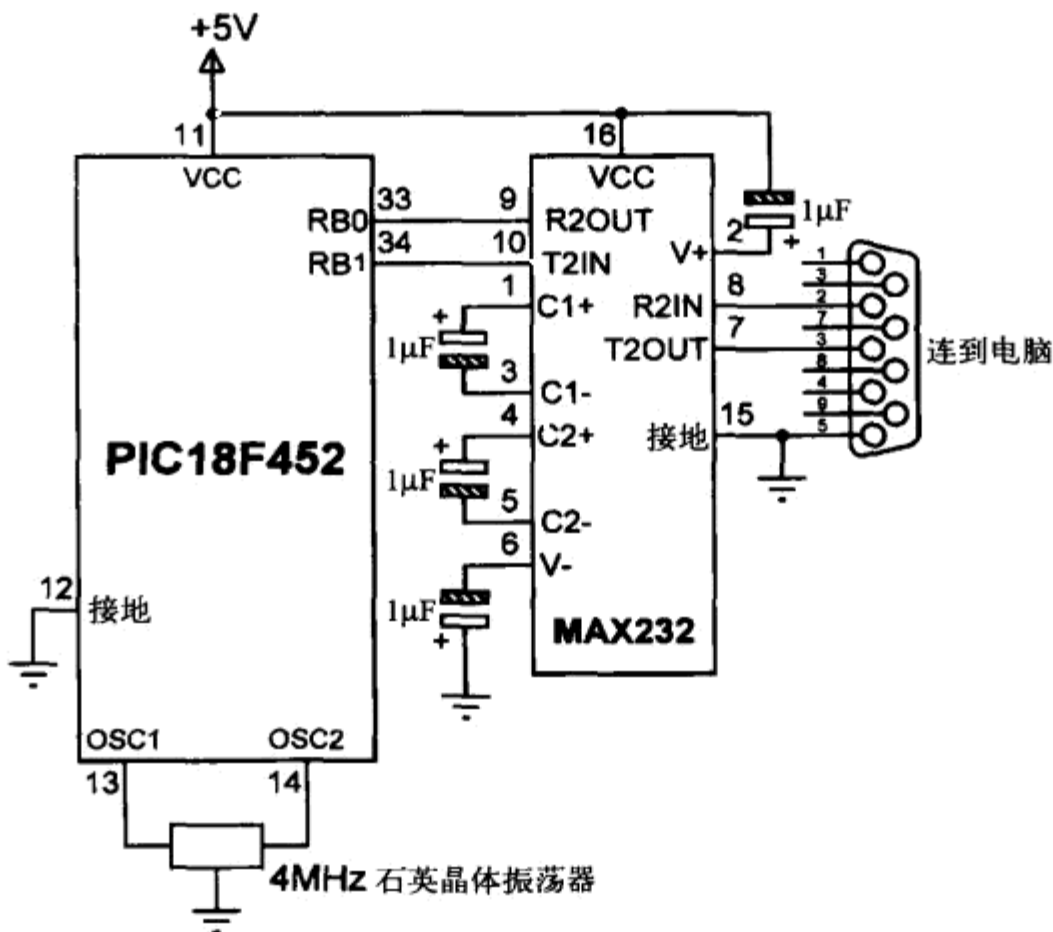 +5V
11
16
VCC
VCC
RB0
33
9
R2OUT
RB1
34
10
T2IN
1
C1+
1μF
3
C1-
4
C2+
1μF
5
C2-
6
V-
1μF
+
+
+
1μF
2
+
V+
8
R2IN
7
T2OUT
15
接地
1
3
2
7
3
8
4
9
5
连到电脑
PIC18F452
MAX232
12
接地
OSC1
OSC2
13
14
4MHz 石英晶体振荡器